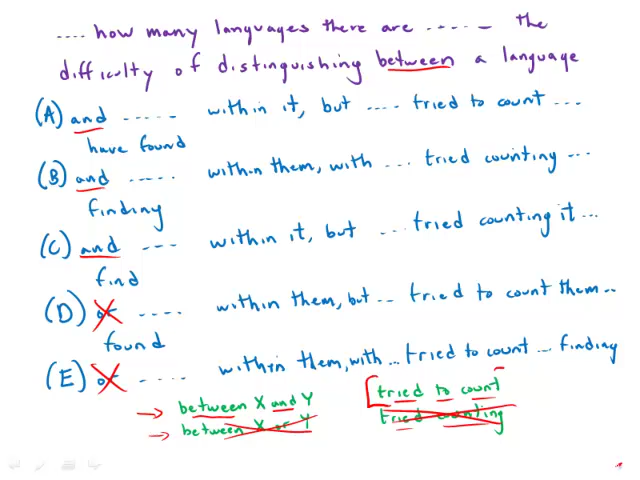 .... how many languages there are ...... the
difficulty of distinguishing between a language
(A) and ..... within it, but .... tried to count ...
have found
(B) and ..... within them, with ... tried counting ...
finding
(C) and .... within it, but ... tried counting it ...
find
(D) or .... within them, but ... tried to count them ..
found
(E) or .... within them, with ... tried to count ... finding
→ between X and Y
→ between X or Y
tried to count
tried counting